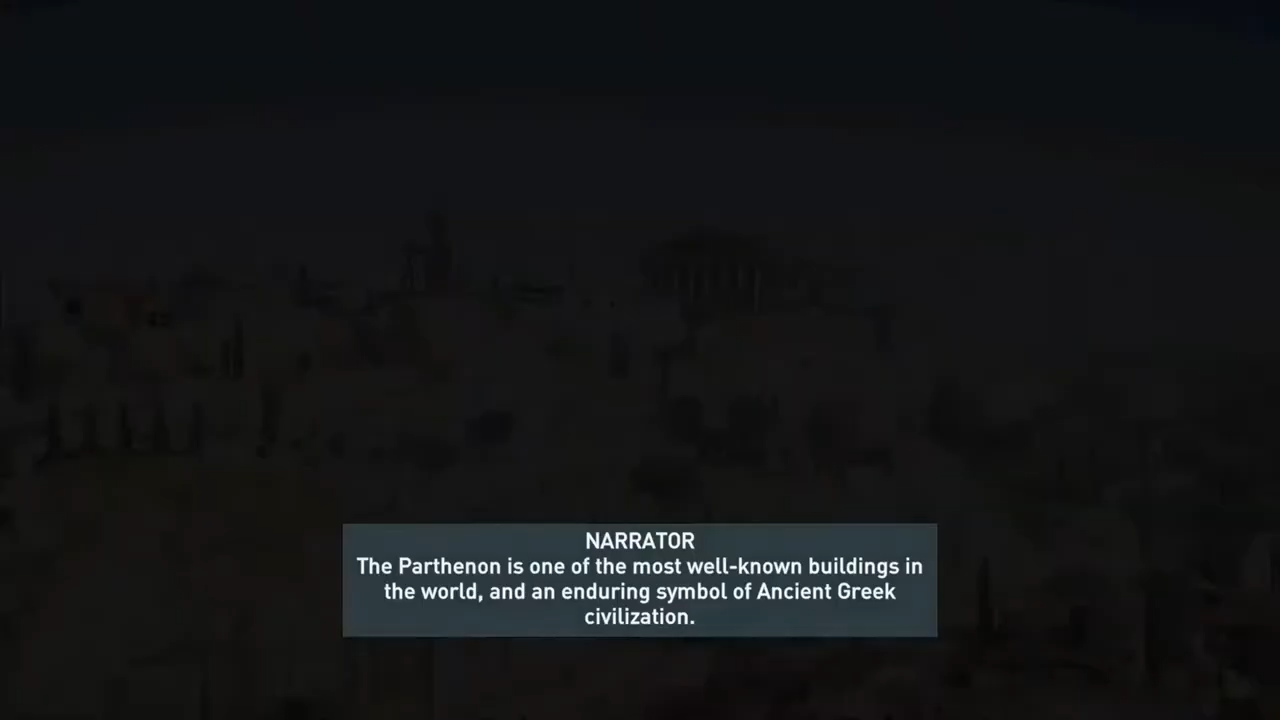 NARRATOR
The Parthenon is one of the most well-known buildings in
the world, and an enduring symbol of Ancient Greek
civilization.